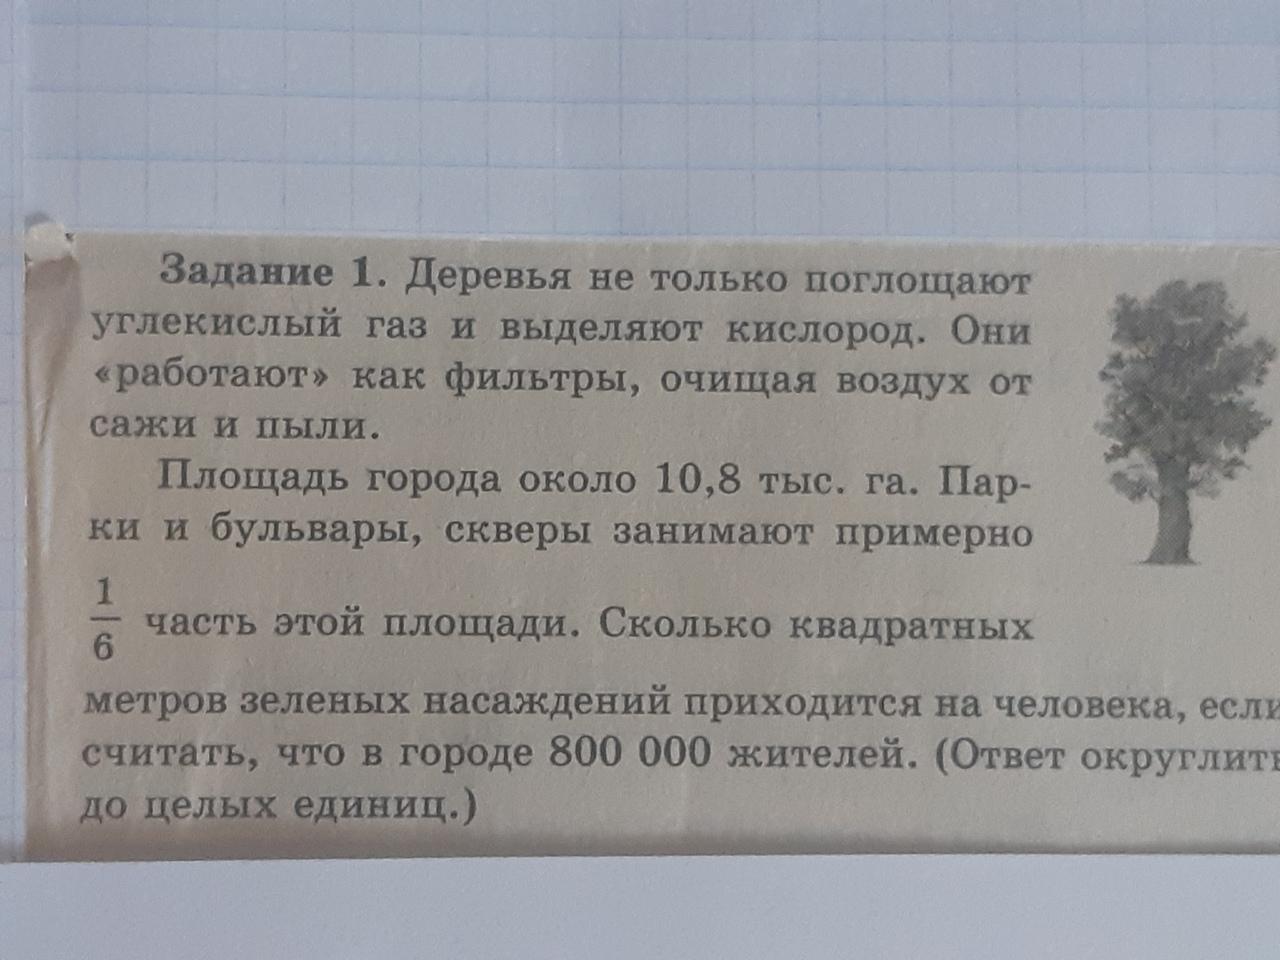 Задание 1. Деревья не только поглощают
углекислый газ и выделяют кислород. Они
«работают» как фильтры, очищая воздух от
сажи и пыли.
Площадь города около 10,8 тыс. га. Пар-
ки и бульвары, скверы занимают примерно
1/6 часть этой площади. Сколько квадратных
метров зеленых насаждений приходится на человека, если
считать, что в городе 800 000 жителей. (Ответ округлить
до целых единиц.)